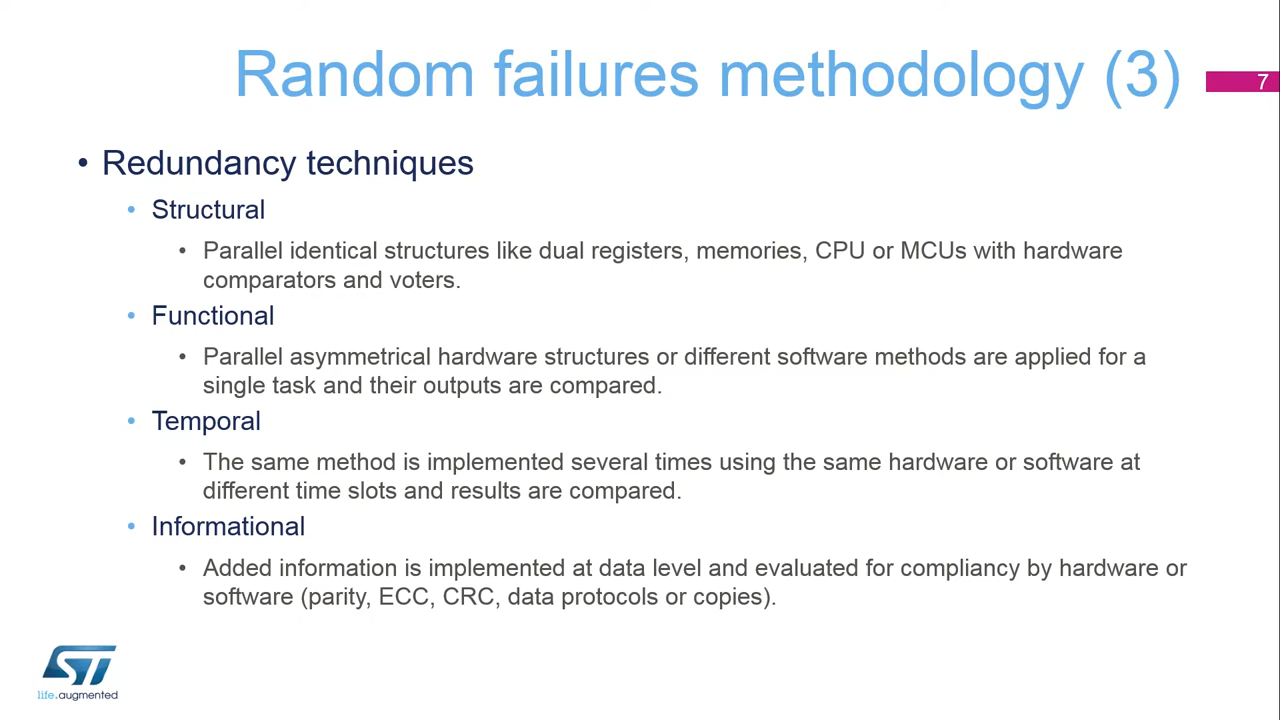 Random failures methodology (3)
7
• Redundancy techniques
• Structural
• Parallel identical structures like dual registers, memories, CPU or MCUs with hardware
comparators and voters.
• Functional
• Parallel asymmetrical hardware structures or different software methods are applied for a
single task and their outputs are compared.
• Temporal
• The same method is implemented several times using the same hardware or software at
different time slots and results are compared.
• Informational
• Added information is implemented at data level and evaluated for compliancy by hardware or
software (parity, ECC, CRC, data protocols or copies).
ST
life.augmented